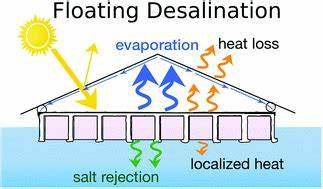 Floating Desalination
evaporation
heat loss
localized heat
salt rejection